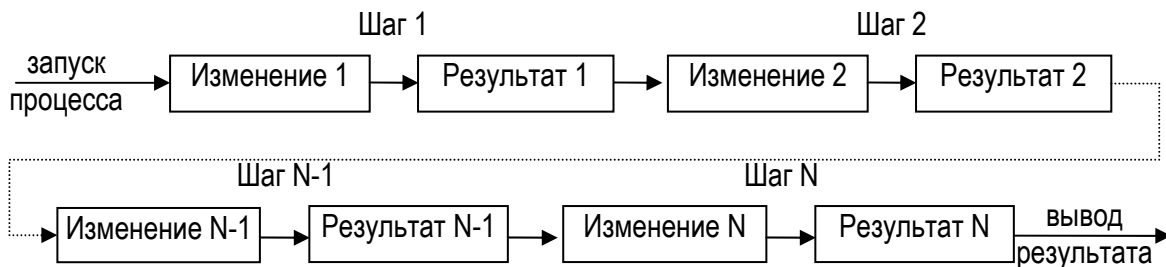 Шаг 1
Шаг 2
запуск
процесса
Изменение 1
Результат 1
Изменение 2
Результат 2
Шаг N-1
Шаг N
Изменение N-1
Результат N-1
Изменение N
Результат N
вывод
результата